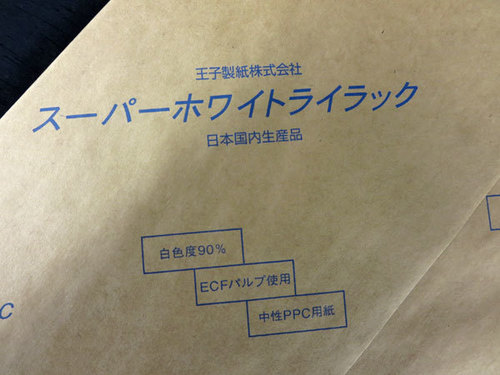 王子製紙株式会社
スーパーホワイトライラック
日本国内生産品
白色度90%
ECFパルプ使用
中性PPC用紙
C